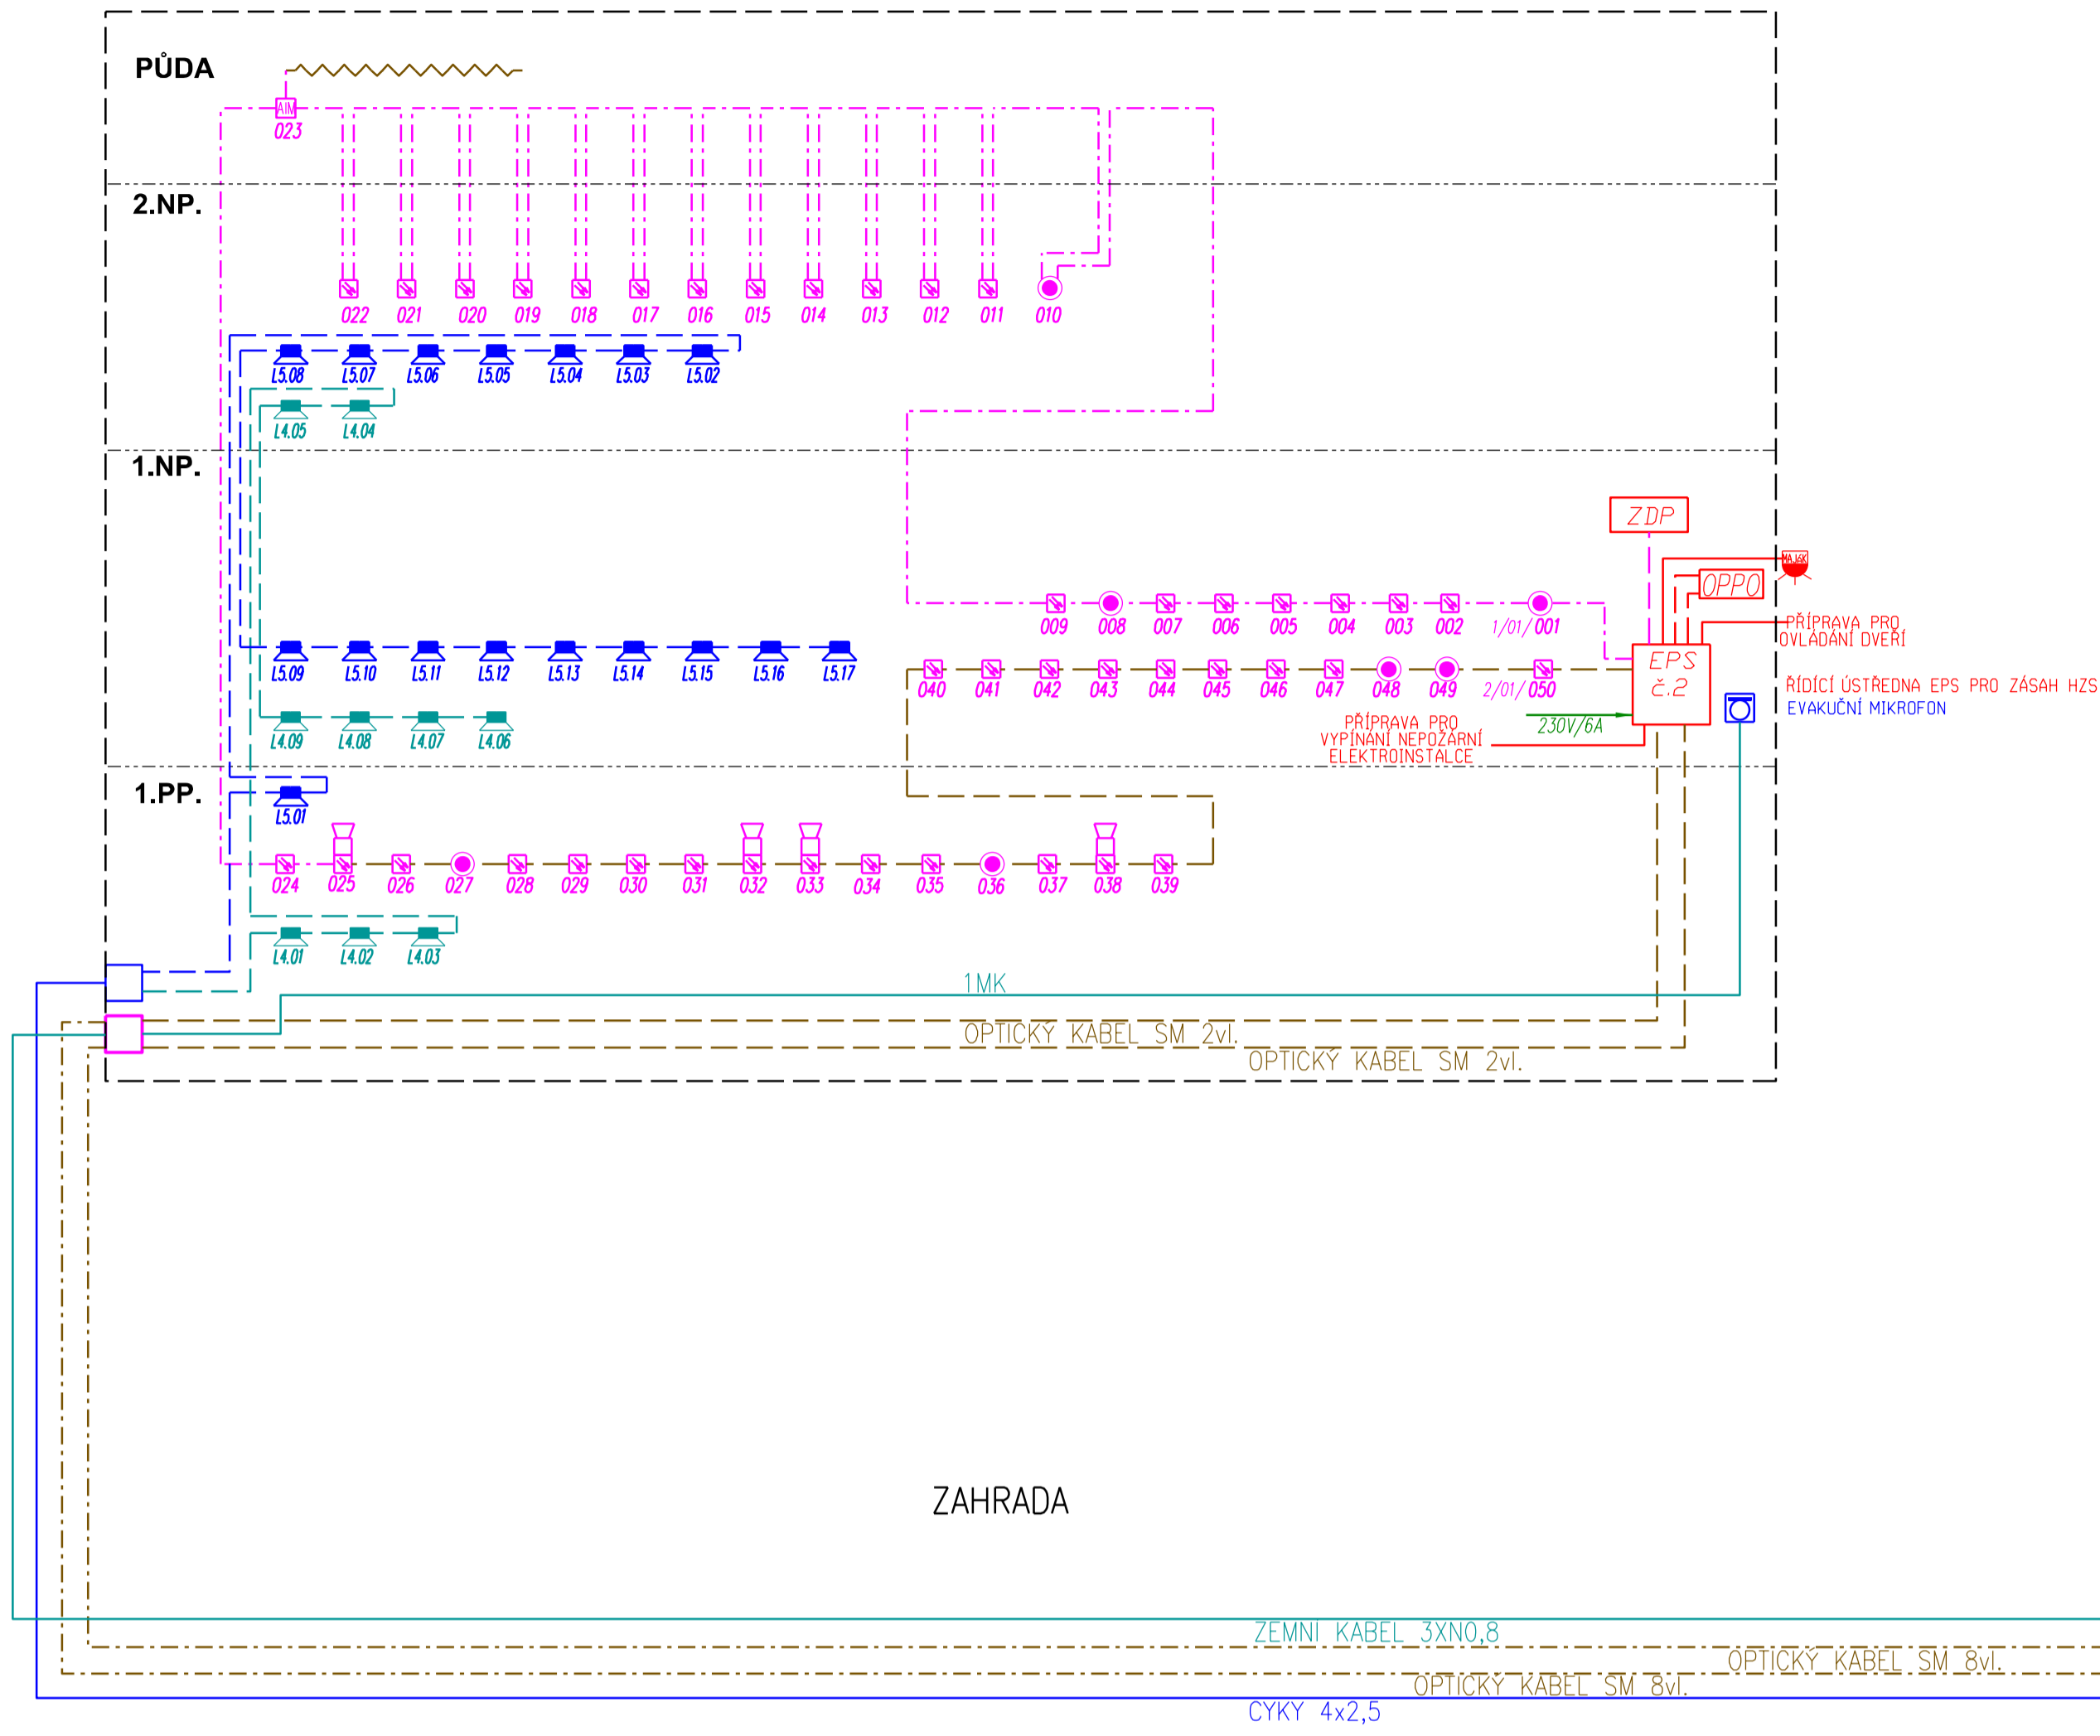 PŮDA
AIM
023
2.NP.
022 021 020 019 018 017 016 015 014 013 012 011 010
L5.08 L5.07 L5.06 L5.05 L5.04 L5.03 L5.02
L4.05 L4.04
1.NP.
ZDP
MAJÁK
OPPO
009 008 007 006 005 004 003 002 1/01/001
PŘÍPRAVA PRO
OVLÁDÁNÍ DVEŘÍ
L5.09 L5.10 L5.11 L5.12 L5.13 L5.14 L5.15 L5.16 L5.17
EPS
č.2
040 041 042 043 044 045 046 047 048 049 2/01/050
ŘÍDÍCÍ ÚSTŘEDNA EPS PRO ZÁSAH HZS
EVAKUČNÍ MIKROFON
230V/6A
PŘÍPRAVA PRO
VYPÍNÁNÍ NEPOŽÁRNÍ
ELEKTROINSTALCE
L4.09 L4.08 L4.07 L4.06
1.PP.
L5.01
024 025 026 027 028 029 030 031 032 033 034 035 036 037 038 039
L4.01 L4.02 L4.03
1MK
OPTICKÝ KABEL SM 2vl.
OPTICKÝ KABEL SM 2vl.
ZAHRADA
ZEMNÍ KABEL 3XN0,8
OPTICKÝ KABEL SM 8vl.
OPTICKÝ KABEL SM 8vl.
CYKY 4x2,5